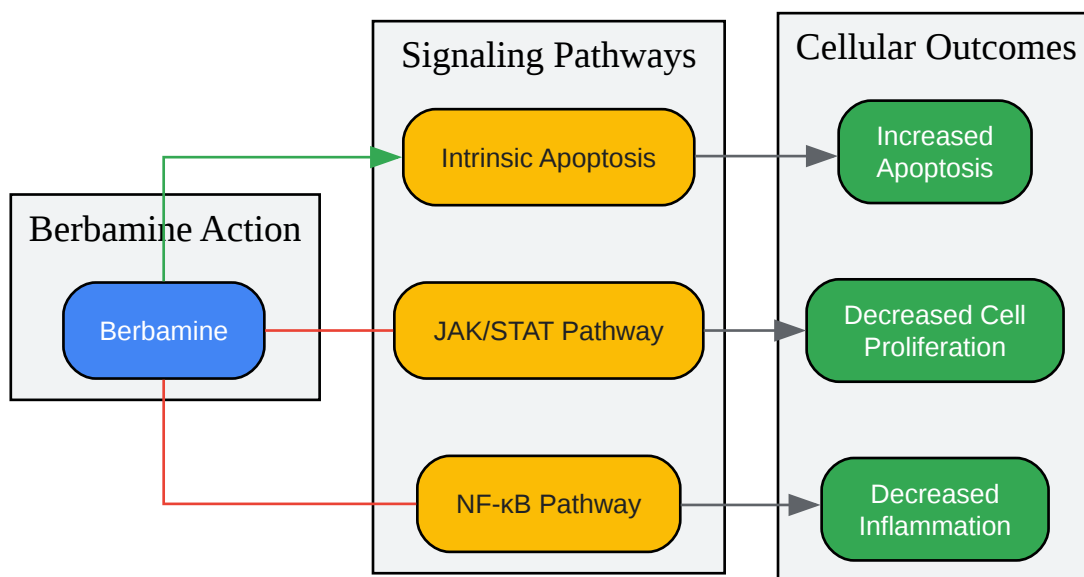 Berbamine Action
Berbamine
Signaling Pathways
Intrinsic Apoptosis
JAK/STAT Pathway
NF-κB Pathway
Cellular Outcomes
Increased
Apoptosis
Decreased Cell
Proliferation
Decreased
Inflammation